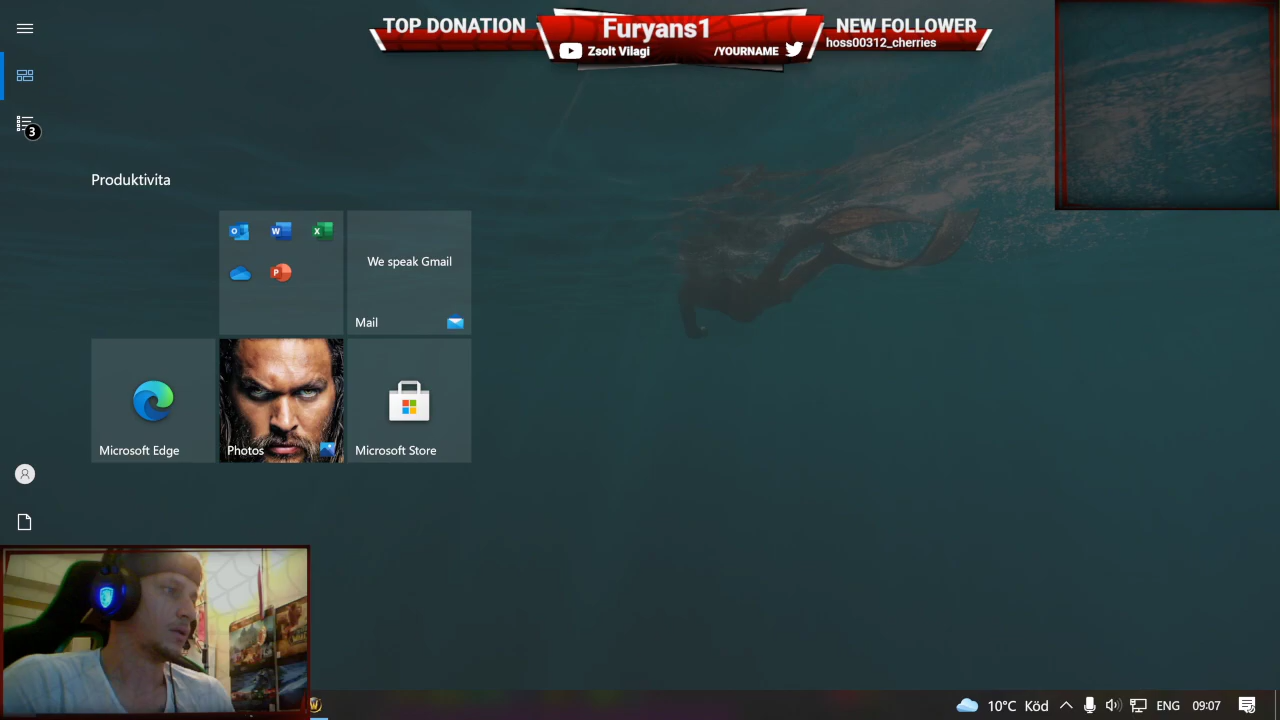 TOP DONATION
Furyans1
NEW FOLLOWER
Zsolt Vilagi
/YOURNAME
hoss00312_cherries
3
Produktivita
We speak Gmail
Mail
Microsoft Edge
Photos
Microsoft Store
10°C Köd
ENG
09:07